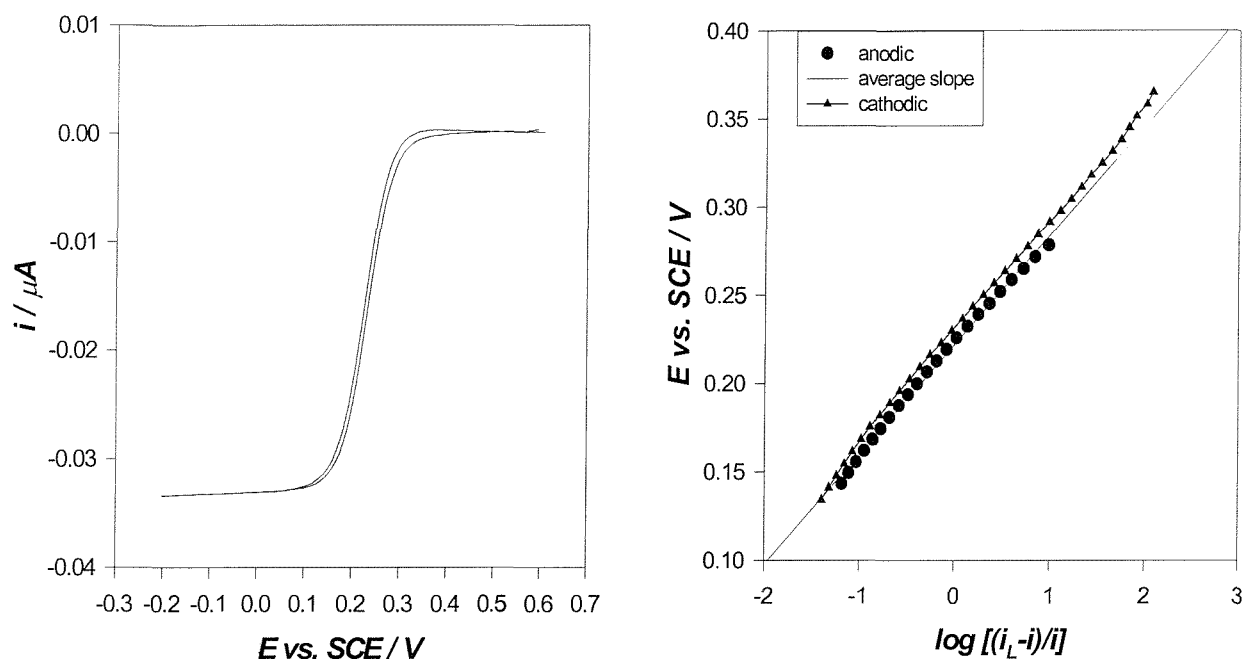 0.01
0.00
-0.01
-0.02
-0.03
-0.04
i / μA
-0.3 -0.2 -0.1 0.0 0.1 0.2 0.3 0.4 0.5 0.6 0.7
E vs. SCE / V
0.40
0.35
0.30
0.25
0.20
0.15
0.10
E vs. SCE / V
anodic
average slope
cathodic
-2 -1 0 1 2 3
log [(i_L-i)/i]